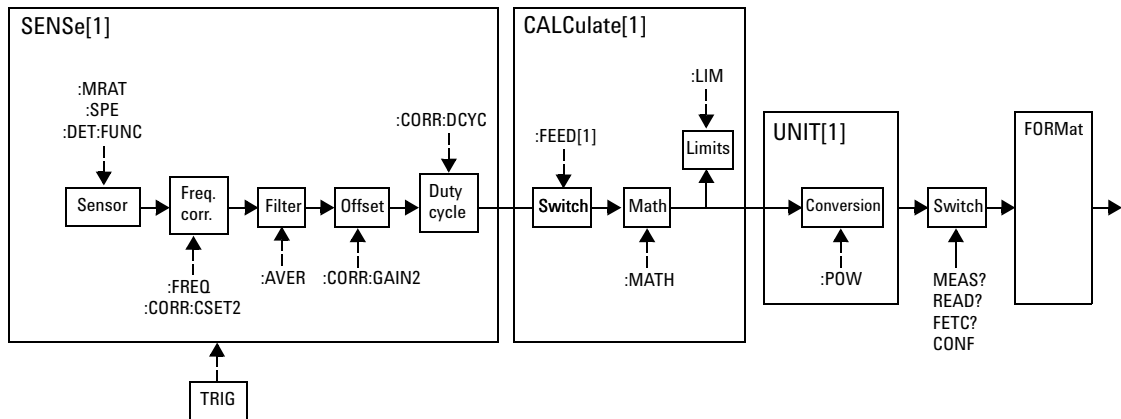 SENSe[1]
:MRAT
:SPE
:DET:FUNC
Sensor
Freq.
corr.
:FREQ
:CORR:CSET2
Filter
:AVER
Offset
:CORR:GAIN2
:CORR:DCYC
Duty
cycle
TRIG
CALCulate[1]
:FEED[1]
Switch
Math
:MATH
:LIM
Limits
UNIT[1]
Conversion
:POW
Switch
MEAS?
READ?
FETC?
CONF
FORMat